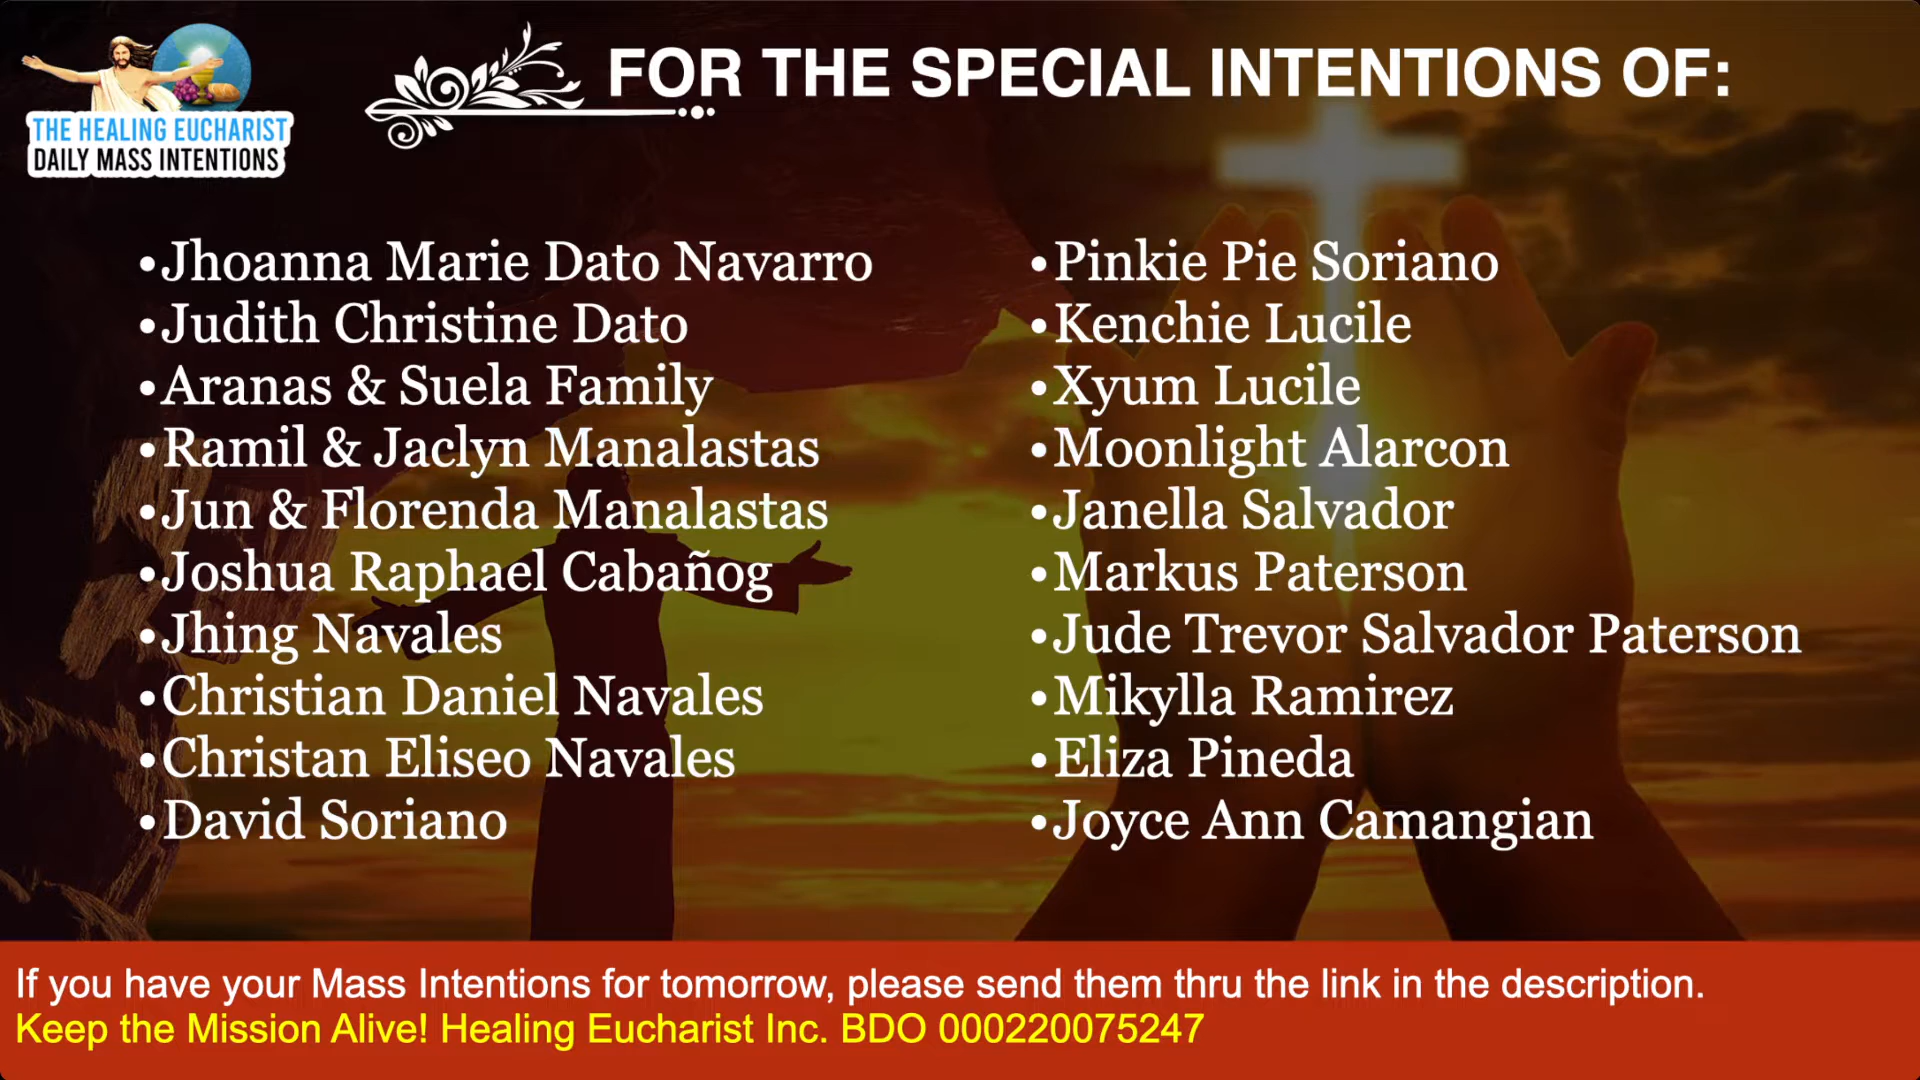 THE HEALING EUCHARIST
DAILY MASS INTENTIONS
FOR THE SPECIAL INTENTIONS OF:
•Jhoanna Marie Dato Navarro
•Judith Christine Dato
•Aranas & Suela Family
•Ramil & Jaclyn Manalastas
•Jun & Florenda Manalastas
•Joshua Raphael Cabañog
•Jhing Navales
•Christian Daniel Navales
•Christan Eliseo Navales
•David Soriano
•Pinkie Pie Soriano
•Kenchie Lucile
•Xyum Lucile
•Moonlight Alarcon
•Janella Salvador
•Markus Paterson
•Jude Trevor Salvador Paterson
•Mikylla Ramirez
•Eliza Pineda
•Joyce Ann Camangian
If you have your Mass Intentions for tomorrow, please send them thru the link in the description.
Keep the Mission Alive! Healing Eucharist Inc. BDO 000220075247